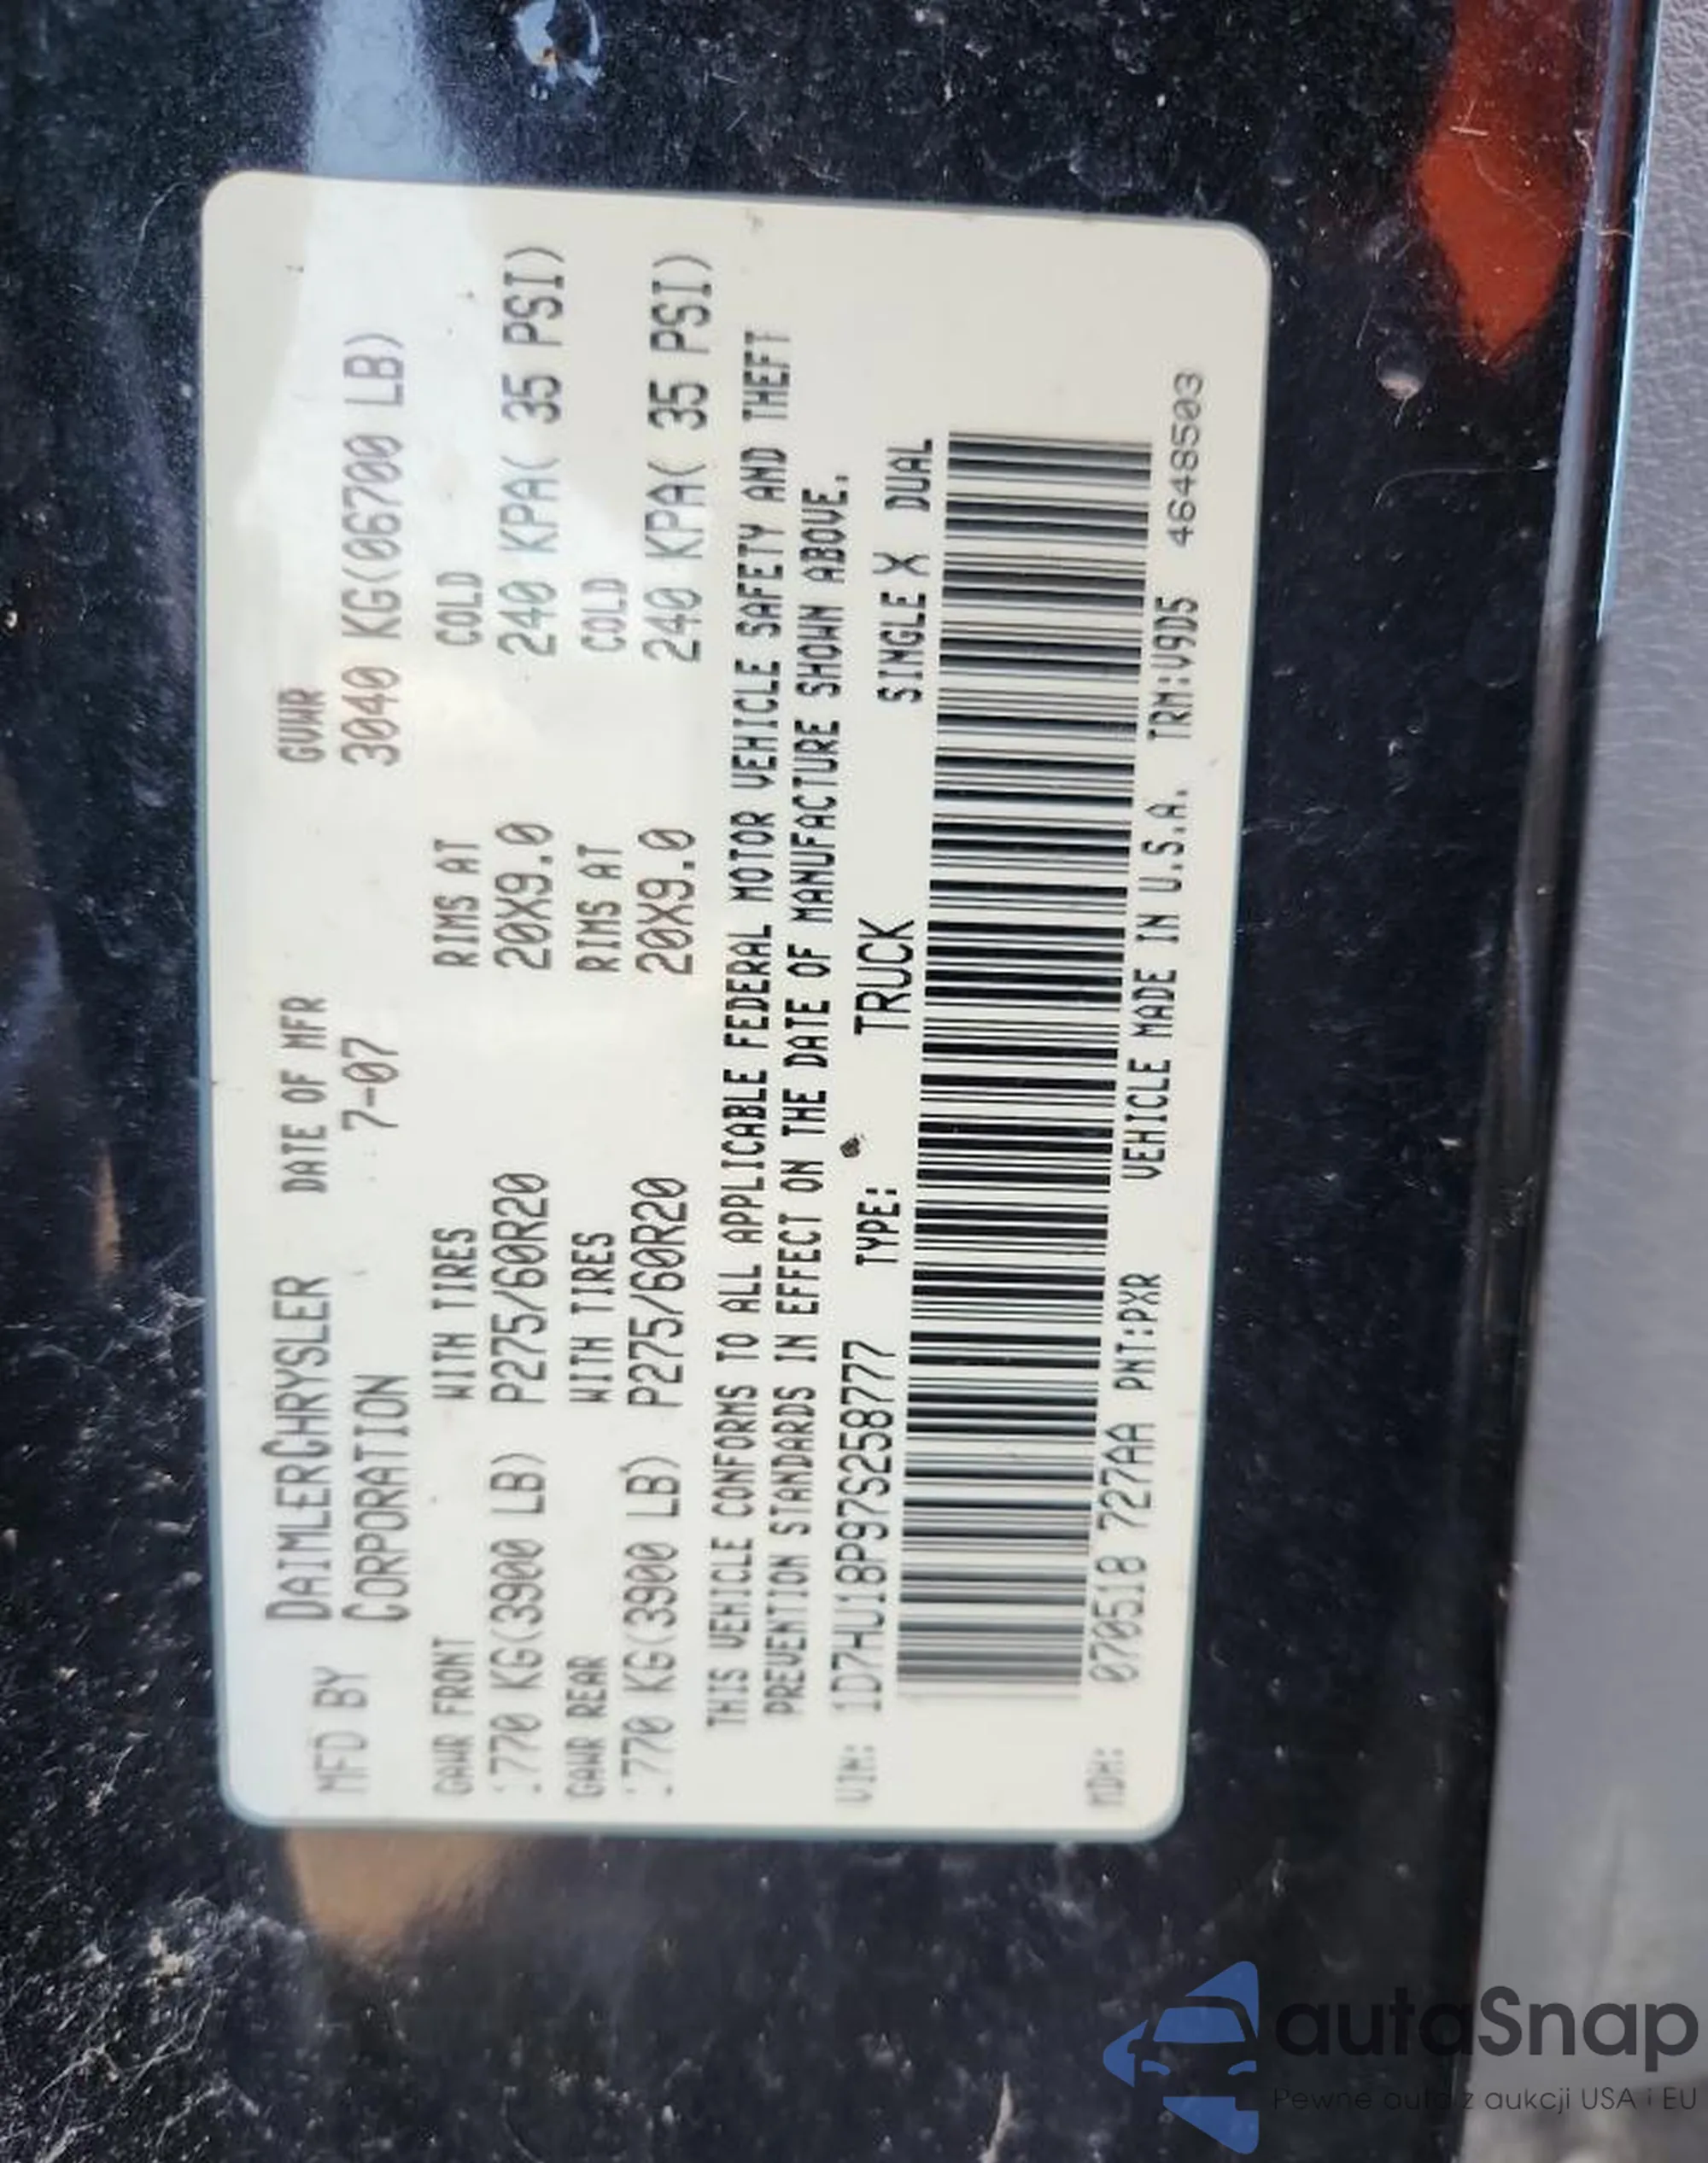 MFD BY DAIMLERCHRYSLER CORPORATION DATE OF MFR 7-07 GVWR 3040 KG(06700 LB)
GAWR FRONT WITH TIRES RIMS AT COLD
1770 KG(3900 LB) P275/60R20 20X9.0 240 KPA( 35 PSI)
GAWR REAR WITH TIRES RIMS AT COLD
1770 KG(3900 LB) P275/60R20 20X9.0 240 KPA( 35 PSI)
THIS VEHICLE CONFORMS TO ALL APPLICABLE FEDERAL MOTOR VEHICLE SAFETY AND THEFT
PREVENTION STANDARDS IN EFFECT ON THE DATE OF MANUFACTURE SHOWN ABOVE.
VIN: 1D7HU18P97S258777 TYPE: TRUCK SINGLE X DUAL
MDH: 070518 727AA PNT:PXR VEHICLE MADE IN U.S.A. TRM:V9D5 4648503
autaSnap
Pewne auta z aukcji USA i EU